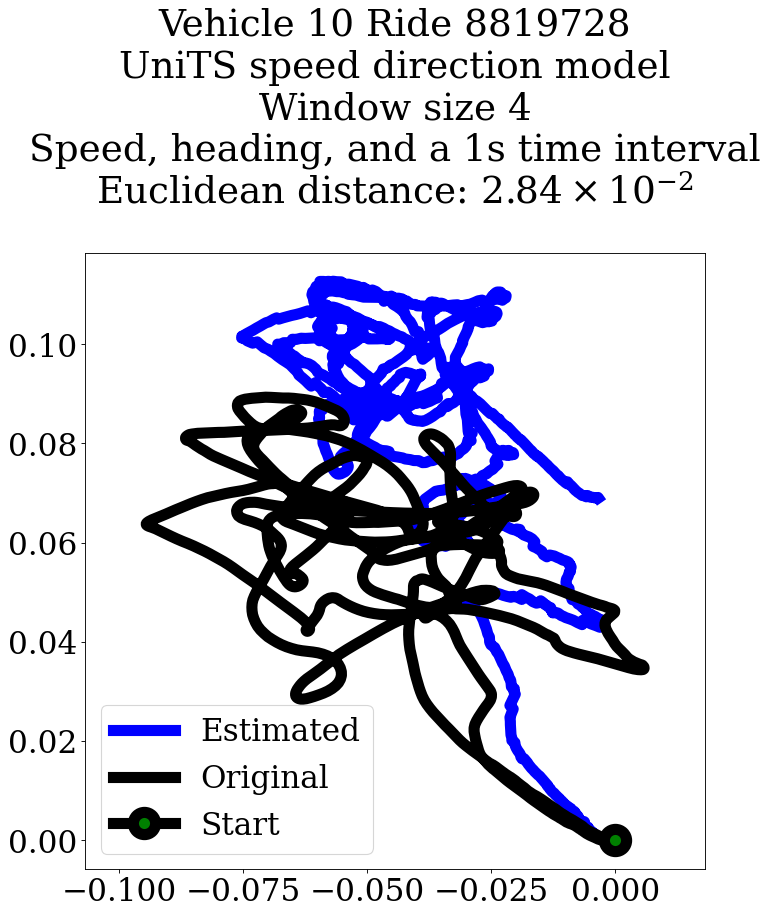 Vehicle 10 Ride 8819728
UniTS speed direction model
Window size 4
Speed, heading, and a 1s time interval
Euclidean distance: 2.84 × 10⁻²
0.10
0.08
0.06
0.04
0.02
0.00
Estimated
Original
Start
−0.100 −0.075 −0.050 −0.025 0.000